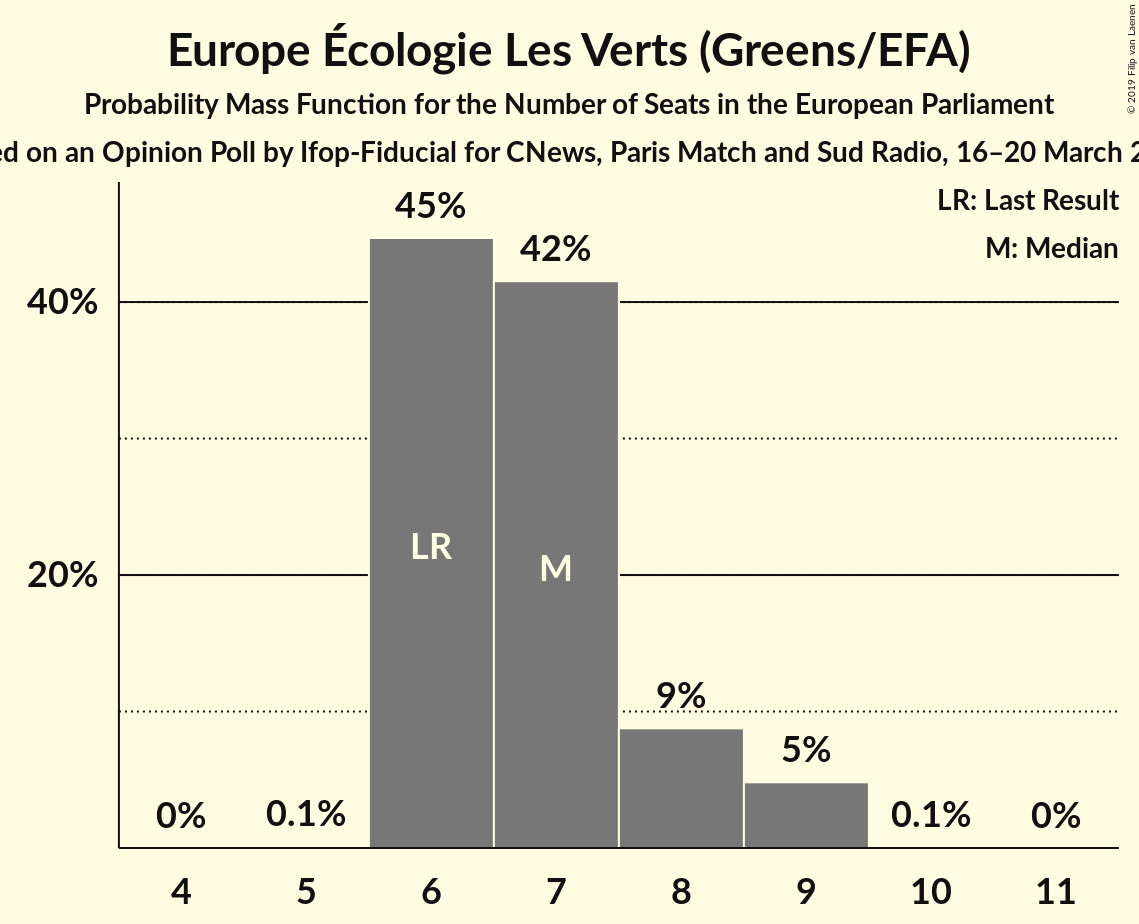 Europe Écologie Les Verts (Greens/EFA)
Probability Mass Function for the Number of Seats in the European Parliament
on an Opinion Poll by Ifop-Fiducial for CNews, Paris Match and Sud Radio, 16–20 March
© 2019 Filip van Laenen
LR: Last Result
M: Median
45%
42%
40%
LR
M
20%
9%
5%
0%
0.1%
0.1%
0%
4
5
6
7
8
9
10
11